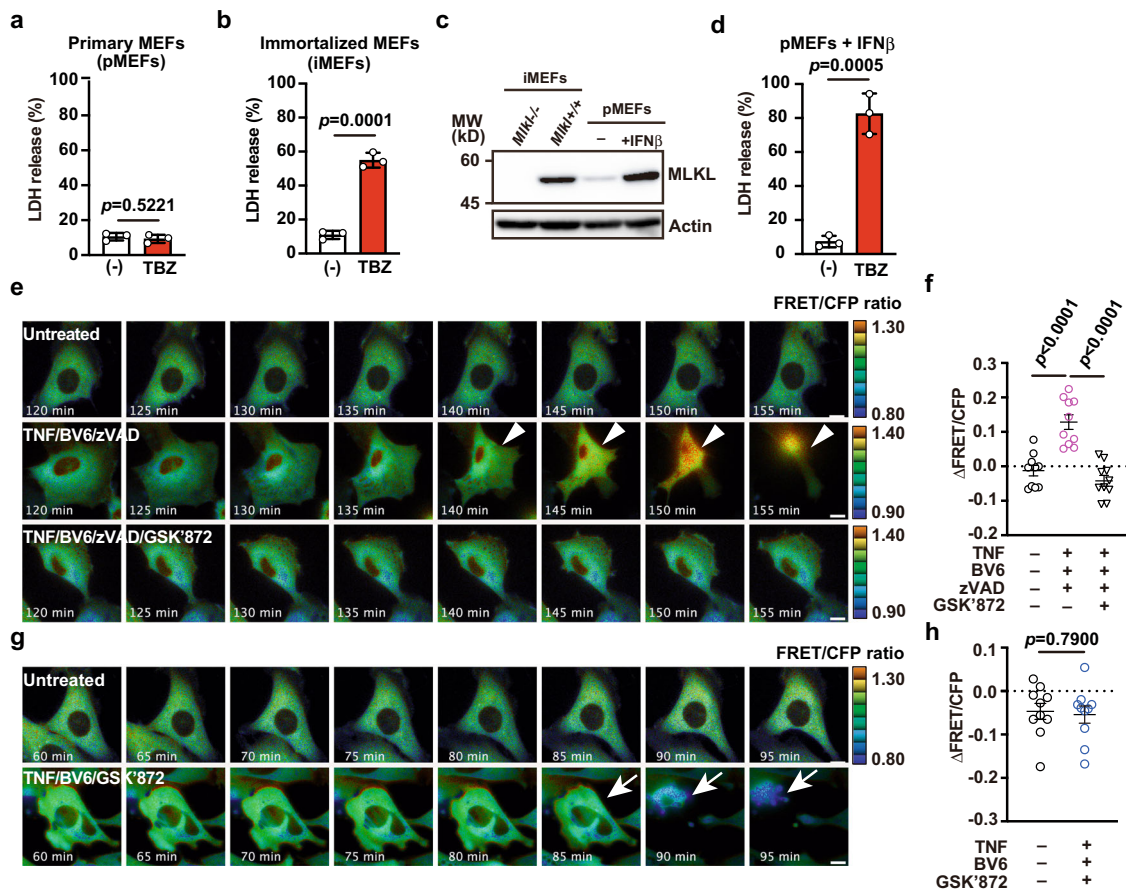 a
Primary MEFs
(pMEFs)
LDH release (%)
100
80
60
40
20
0
p=0.5221
(-) TBZ
b
Immortalized MEFs
(iMEFs)
LDH release (%)
100
80
60
40
20
0
p=0.0001
(-) TBZ
c
iMEFs
Mlkl-/- Mlkl+/+
pMEFs
– +IFNβ
MW
(kD)
60
45
MLKL
Actin
d
pMEFs + IFNβ
p=0.0005
LDH release (%)
100
80
60
40
20
0
(-) TBZ
e
FRET/CFP ratio
Untreated
120 min 125 min 130 min 135 min 140 min 145 min 150 min 155 min
1.30
0.80
TNF/BV6/zVAD
120 min 125 min 130 min 135 min 140 min 145 min 150 min 155 min
1.40
0.90
TNF/BV6/zVAD/GSK'872
120 min 125 min 130 min 135 min 140 min 145 min 150 min 155 min
1.40
0.90
f
p<0.0001 p<0.0001
ΔFRET/CFP
0.3
0.2
0.1
0.0
-0.1
-0.2
TNF – + +
BV6 – + +
zVAD – + +
GSK'872 – – +
g
FRET/CFP ratio
Untreated
60 min 65 min 70 min 75 min 80 min 85 min 90 min 95 min
1.30
0.80
TNF/BV6/GSK'872
60 min 65 min 70 min 75 min 80 min 85 min 90 min 95 min
h
p=0.7900
ΔFRET/CFP
0.1
0.0
-0.1
-0.2
-0.3
TNF – +
BV6 – +
GSK'872 – +